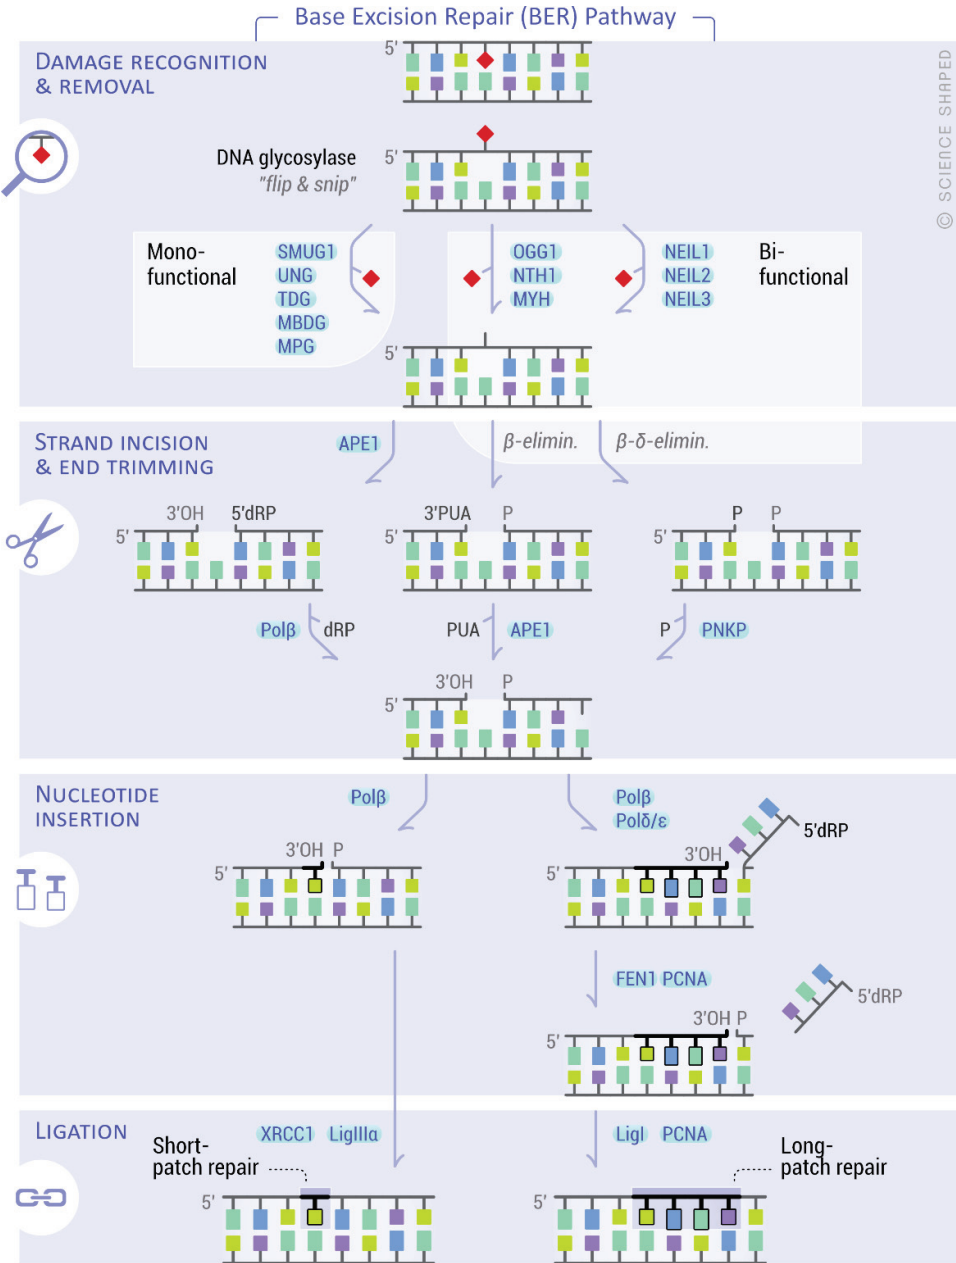 Base Excision Repair (BER) Pathway
DAMAGE RECOGNITION
& REMOVAL
5'
© SCIENCE SHAPED
DNA glycosylase
"flip & snip"
5'
Mono-
functional
SMUG1
UNG
TDG
MBDG
MPG
OGG1
NTH1
MYH
NEIL1
NEIL2
NEIL3
Bi-
functional
5'
STRAND INCISION
& END TRIMMING
APE1
β-elimin.
β-δ-elimin.
3'OH 5'dRP
5'
3'PUA P
5'
P P
5'
Polβ dRP
PUA APE1
P PNKP
3'OH P
5'
NUCLEOTIDE
INSERTION
Polβ
Polβ
Polδ/ε
5'dRP
3'OH P
5'
3'OH
5'
FEN1 PCNA
5'dRP
3'OH P
5'
LIGATION
XRCC1 LigIIIα
LigI PCNA
Short-
patch repair
Long-
patch repair
5'
5'